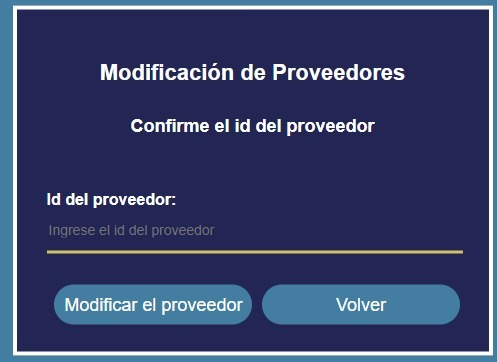 Modificación de Proveedores
Confirme el id del proveedor
Id del proveedor:
Ingrese el id del proveedor
Modificar el proveedor
Volver